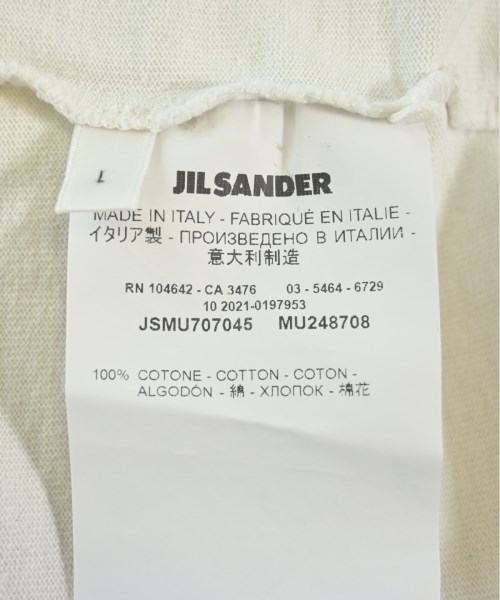 L
JIL SANDER
MADE IN ITALY - FABRIQUÉ EN ITALIE -
イタリア製 - ПРОИЗВЕДЕНО В ИТАЛИИ -
意大利制造
RN 104642 - CA 3476 03 - 5464 - 6729
10 2021-0197953
JSMU707045 MU248708
100% COTONE - COTTON - COTON -
ALGODÓN - 綿 - ХЛОПОК - 棉花